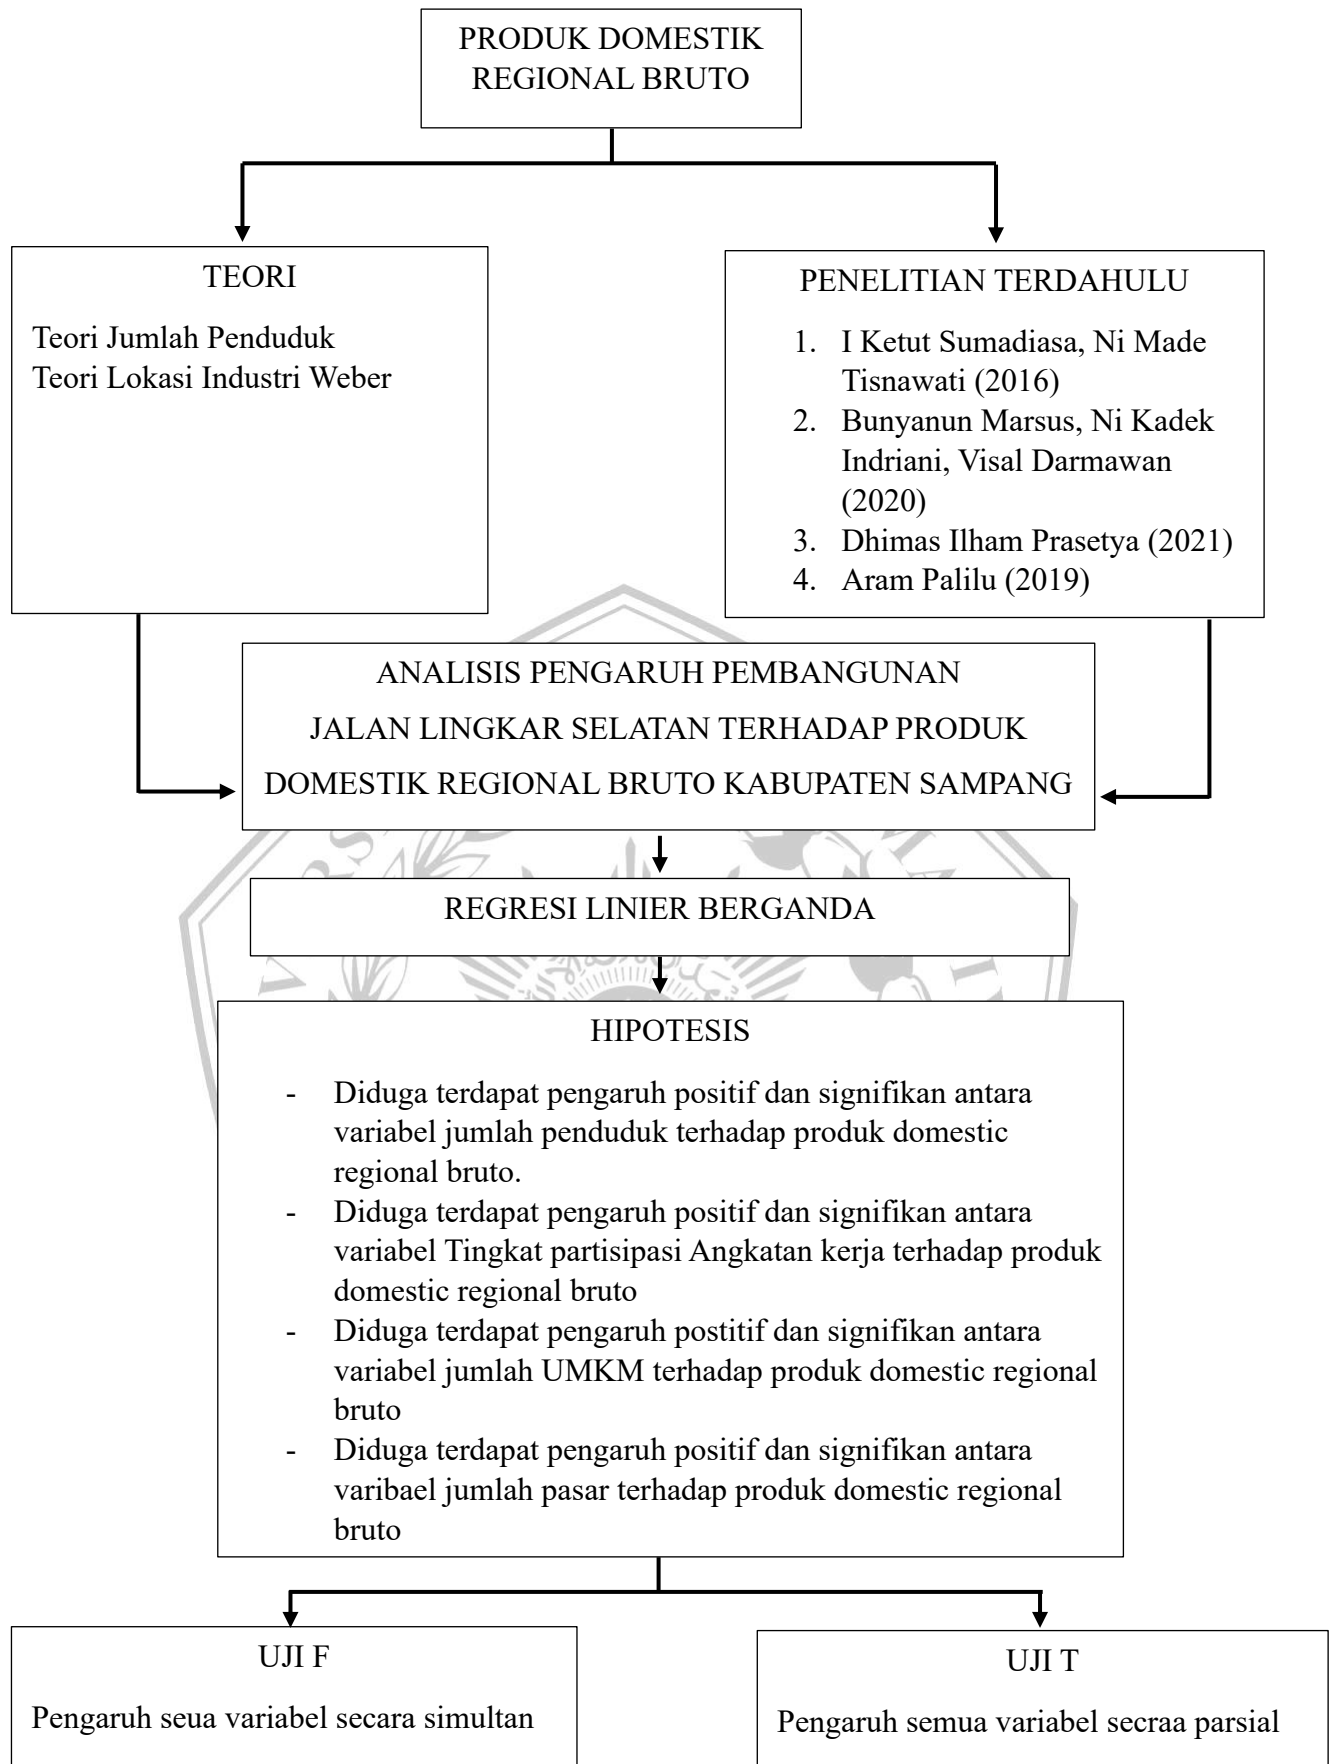 PRODUK DOMESTIK
REGIONAL BRUTO
TEORI
Teori Jumlah Penduduk
Teori Lokasi Industri Weber
PENELITIAN TERDAHULU
1. I Ketut Sumadiasa, Ni Made
Tisnawati (2016)
2. Bunyanun Marsus, Ni Kadek
Indriani, Visal Darmawan
(2020)
3. Dhimas Ilham Prasetya (2021)
4. Aram Palilu (2019)
ANALISIS PENGARUH PEMBANGUNAN
JALAN LINGKAR SELATAN TERHADAP PRODUK
DOMESTIK REGIONAL BRUTO KABUPATEN SAMPANG
REGRESI LINIER BERGANDA
HIPOTESIS
- Diduga terdapat pengaruh positif dan signifikan antara
variabel jumlah penduduk terhadap produk domestic
regional bruto.
- Diduga terdapat pengaruh positif dan signifikan antara
variabel Tingkat partisipasi Angkatan kerja terhadap produk
domestic regional bruto
- Diduga terdapat pengaruh postitif dan signifikan antara
variabel jumlah UMKM terhadap produk domestic regional
bruto
- Diduga terdapat pengaruh positif dan signifikan antara
varibael jumlah pasar terhadap produk domestic regional
bruto
UJI F
Pengaruh seua variabel secara simultan
UJI T
Pengaruh semua variabel secraa parsial